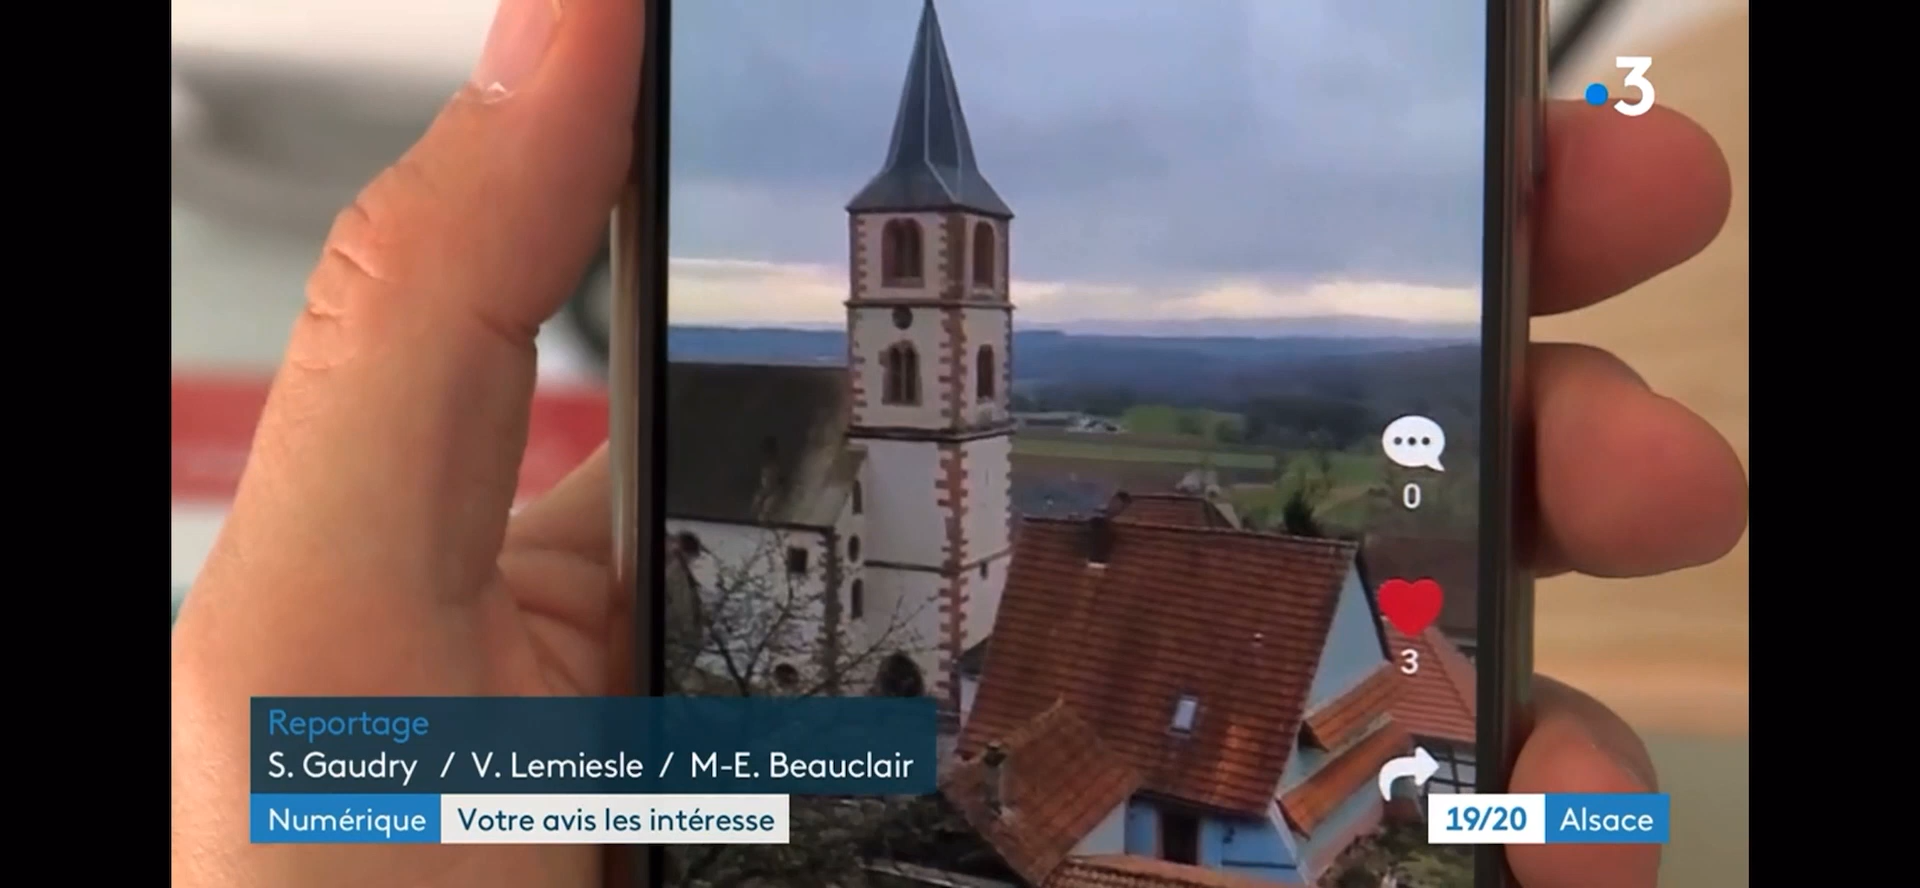 3
0
3
Reportage
S. Gaudry / V. Lemiesle / M-E. Beauclair
Numérique Votre avis les intéresse
19/20 Alsace